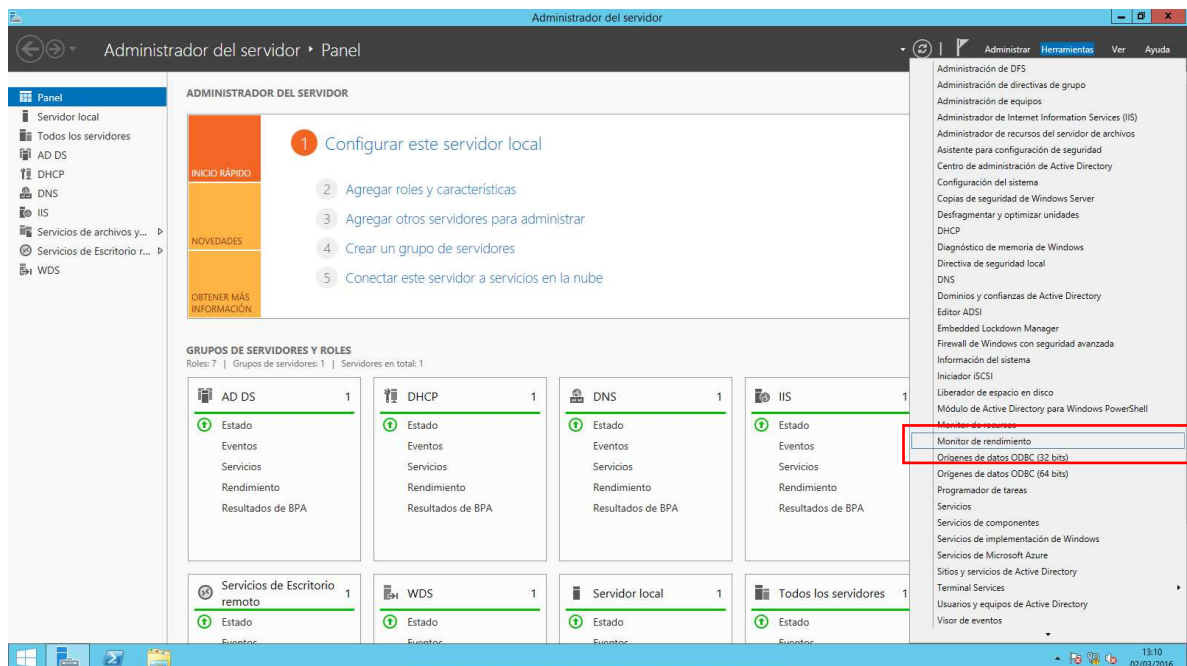 Administrador del servidor
Administrador del servidor ‣ Panel
Administrar Herramientas Ver Ayuda
Panel
Servidor local
Todos los servidores
AD DS
DHCP
DNS
IIS
Servicios de archivos y...
Servicios de Escritorio r...
WDS
ADMINISTRADOR DEL SERVIDOR
INICIO RÁPIDO
NOVEDADES
OBTENER MÁS
INFORMACIÓN
1 Configurar este servidor local
2 Agregar roles y características
3 Agregar otros servidores para administrar
4 Crear un grupo de servidores
5 Conectar este servidor a servicios en la nube
GRUPOS DE SERVIDORES Y ROLES
Roles: 7 | Grupos de servidores: 1 | Servidores en total: 1
AD DS 1
Estado
Eventos
Servicios
Rendimiento
Resultados de BPA
DHCP 1
Estado
Eventos
Servicios
Rendimiento
Resultados de BPA
DNS 1
Estado
Eventos
Servicios
Rendimiento
Resultados de BPA
IIS 1
Estado
Eventos
Servicios
Rendimiento
Resultados de BPA
Servicios de Escritorio
remoto 1
Estado
Eventos
WDS 1
Estado
Eventos
Servidor local 1
Estado
Eventos
Todos los servidores 1
Estado
Eventos
Administración de DFS
Administración de directivas de grupo
Administración de equipos
Administrador de Internet Information Services (IIS)
Administrador de recursos del servidor de archivos
Asistente para configuración de seguridad
Centro de administración de Active Directory
Configuración del sistema
Copias de seguridad de Windows Server
Desfragmentar y optimizar unidades
DHCP
Diagnóstico de memoria de Windows
Directiva de seguridad local
DNS
Dominios y confianzas de Active Directory
Editor ADSI
Embedded Lockdown Manager
Firewall de Windows con seguridad avanzada
Información del sistema
Iniciador iSCSI
Liberador de espacio en disco
Módulo de Active Directory para Windows PowerShell
Monitor de recursos
Monitor de rendimiento
Orígenes de datos ODBC (32 bits)
Orígenes de datos ODBC (64 bits)
Programador de tareas
Servicios
Servicios de componentes
Servicios de implementación de Windows
Servicios de Microsoft Azure
Sitios y servicios de Active Directory
Terminal Services
Usuarios y equipos de Active Directory
Visor de eventos
13:10
02/03/2016